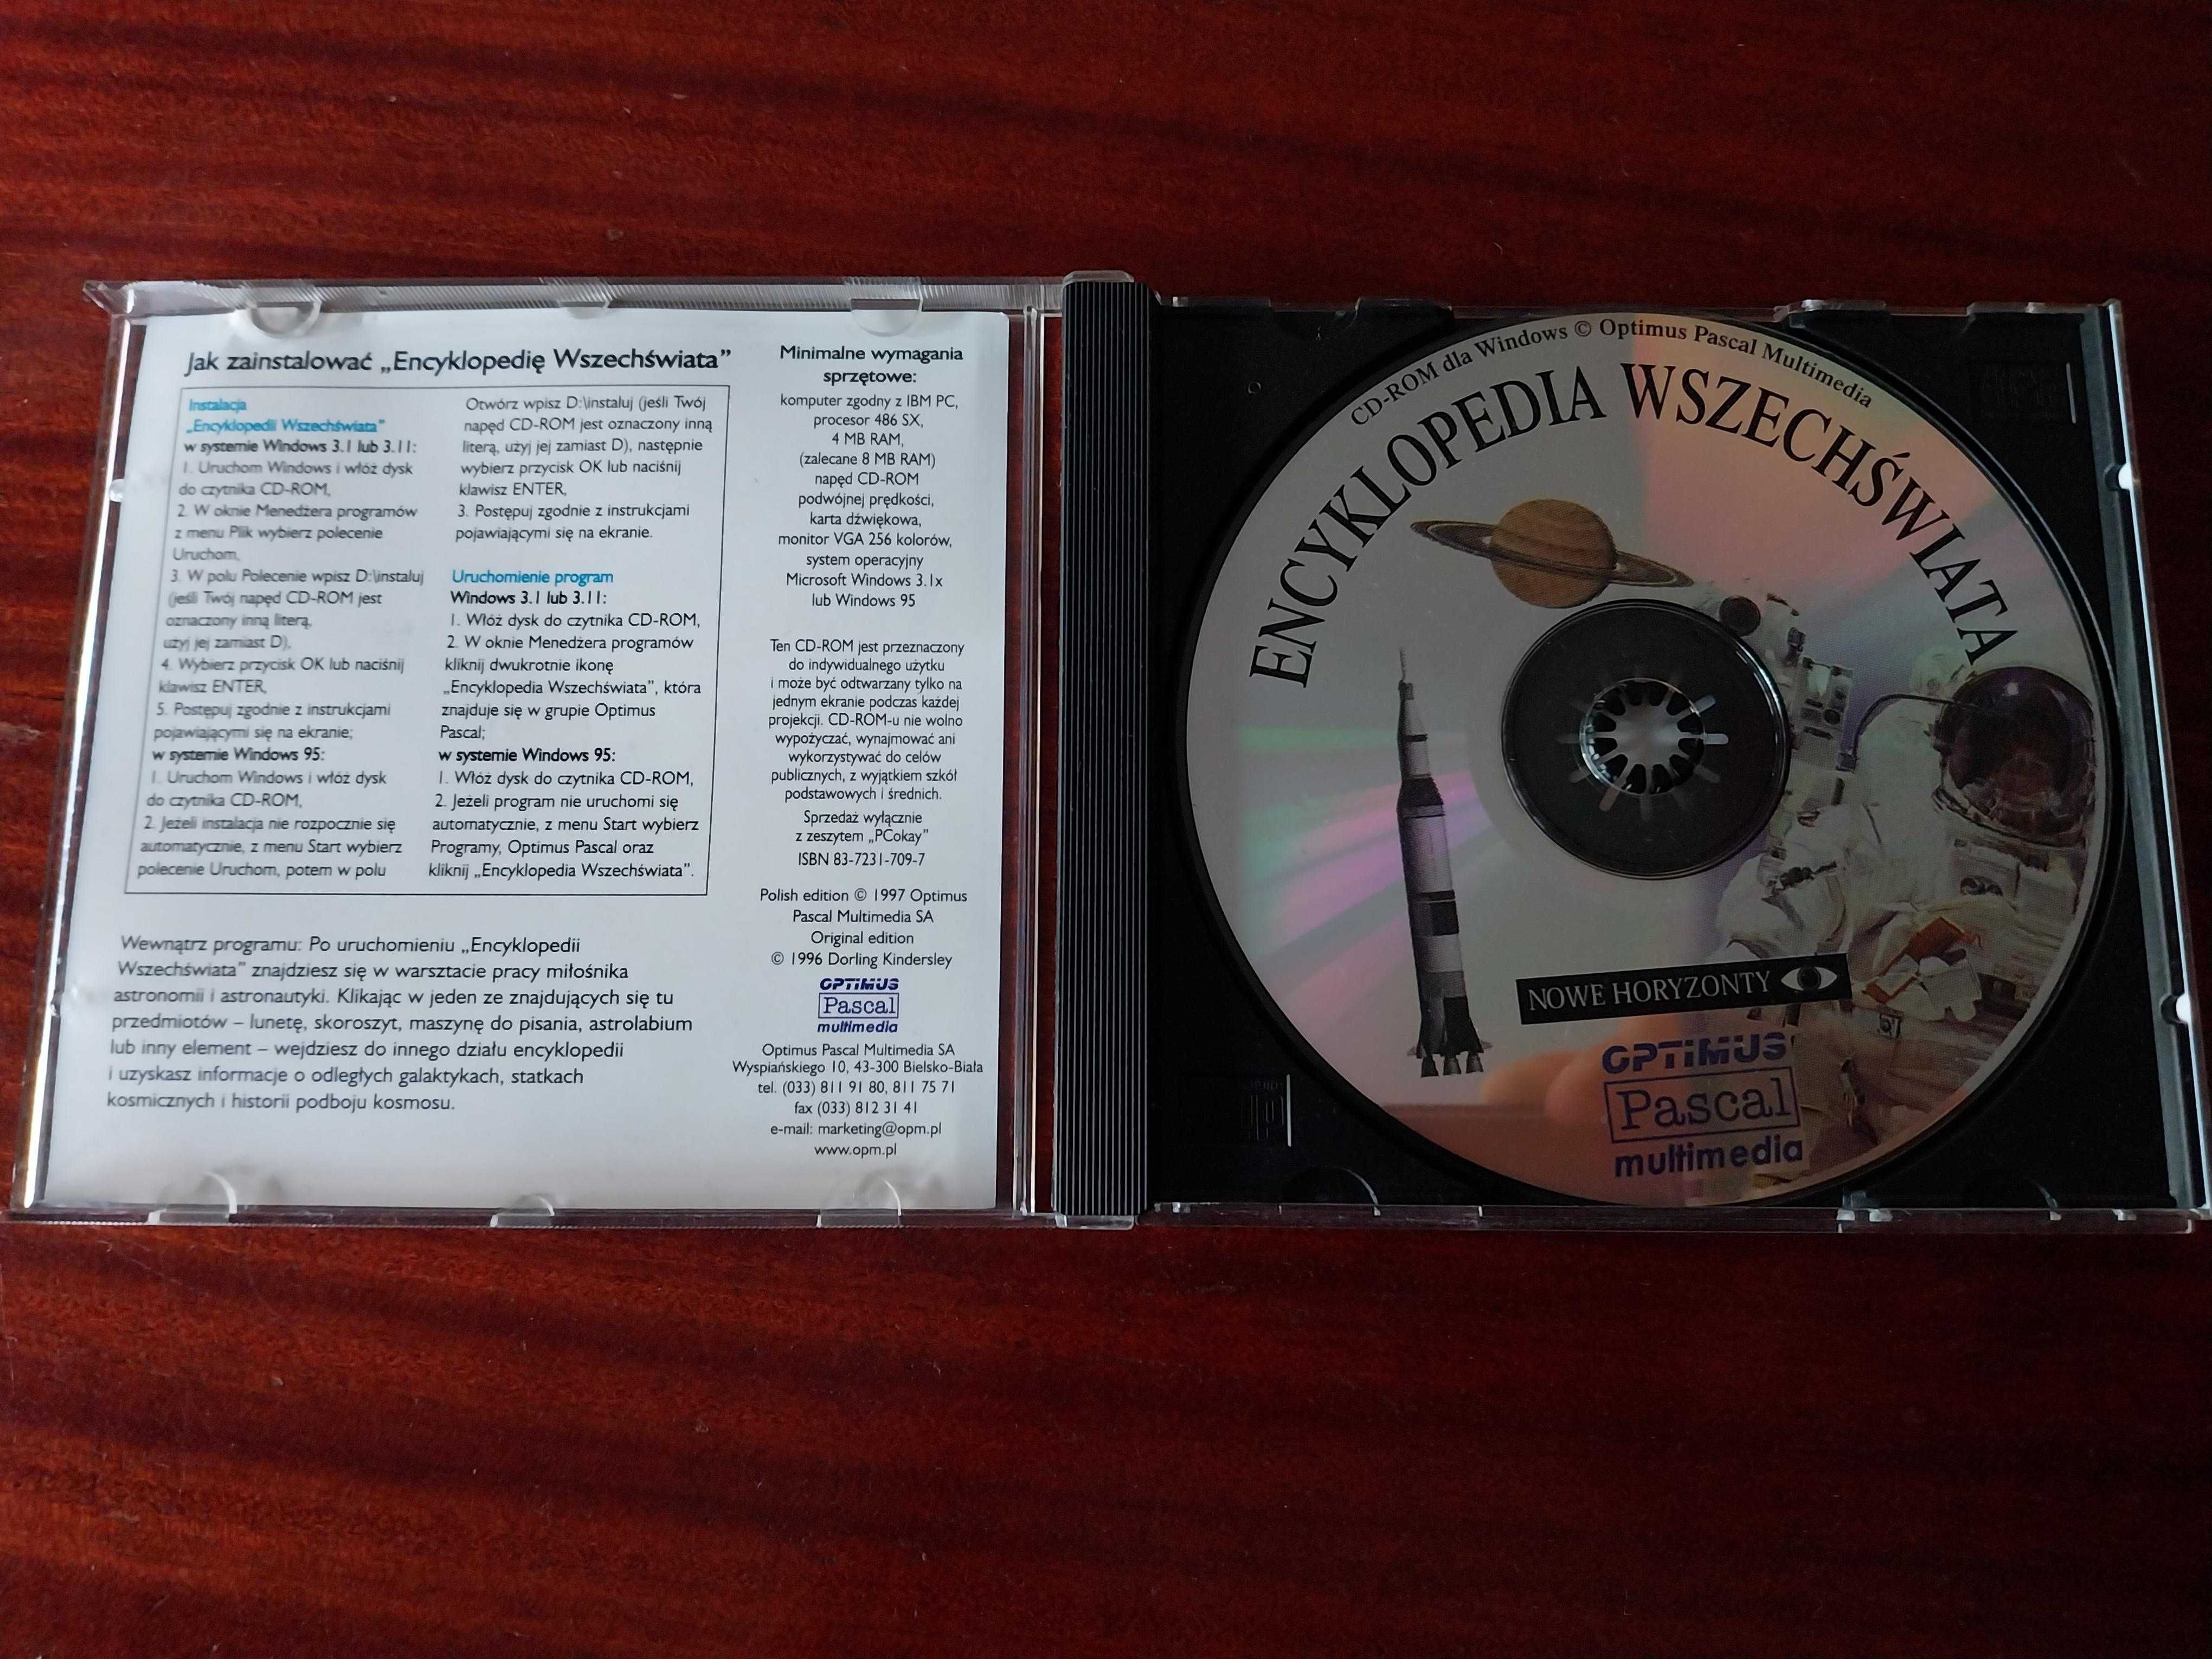 Jak zainstalować „Encyklopedię Wszechświata”
Instalacja
„Encyklopedii Wszechświata”
w systemie Windows 3.1 lub 3.11:
1. Uruchom Windows i włóż dysk
do czytnika CD-ROM,
2. W oknie Menedżera programów
z menu Plik wybierz polecenie
Uruchom,
3. W polu Polecenie wpisz D:\instaluj
(jeśli Twój napęd CD-ROM jest
oznaczony inną literą,
użyj jej zamiast D),
4. Wybierz przycisk OK lub naciśnij
klawisz ENTER,
5. Postępuj zgodnie z instrukcjami
pojawiającymi się na ekranie;
w systemie Windows 95:
1. Uruchom Windows i włóż dysk
do czytnika CD-ROM,
2. Jeżeli instalacja nie rozpocznie się
automatycznie, z menu Start wybierz
polecenie Uruchom, potem w polu
Otwórz wpisz D:\instaluj (jeśli Twój
napęd CD-ROM jest oznaczony inną
literą, użyj jej zamiast D), następnie
wybierz przycisk OK lub naciśnij
klawisz ENTER,
3. Postępuj zgodnie z instrukcjami
pojawiającymi się na ekranie.
Uruchomienie program
Windows 3.1 lub 3.11:
1. Włóż dysk do czytnika CD-ROM,
2. W oknie Menedżera programów
kliknij dwukrotnie ikonę
„Encyklopedia Wszechświata”, która
znajduje się w grupie Optimus
Pascal;
w systemie Windows 95:
1. Włóż dysk do czytnika CD-ROM,
2. Jeżeli program nie uruchomi się
automatycznie, z menu Start wybierz
Programy, Optimus Pascal oraz
kliknij „Encyklopedia Wszechświata”.
Wewnątrz programu: Po uruchomieniu „Encyklopedii
Wszechświata” znajdziesz się w warsztacie pracy miłośnika
astronomii i astronautyki. Klikając w jeden ze znajdujących się tu
przedmiotów – lunetę, skoroszyt, maszynę do pisania, astrolabium
lub inny element – wejdziesz do innego działu encyklopedii
i uzyskasz informacje o odległych galaktykach, statkach
kosmicznych i historii podboju kosmosu.
Minimalne wymagania
sprzętowe:
komputer zgodny z IBM PC,
procesor 486 SX,
4 MB RAM,
(zalecane 8 MB RAM)
napęd CD-ROM
podwójnej prędkości,
karta dźwiękowa,
monitor VGA 256 kolorów,
system operacyjny
Microsoft Windows 3.1x
lub Windows 95
Ten CD-ROM jest przeznaczony
do indywidualnego użytku
i może być odtwarzany tylko na
jednym ekranie podczas każdej
projekcji. CD-ROM-u nie wolno
wypożyczać, wynajmować ani
wykorzystywać do celów
publicznych, z wyjątkiem szkół
podstawowych i średnich.
Sprzedaż wyłącznie
z zeszytem „PCokay”
ISBN 83-7231-709-7
Polish edition © 1997 Optimus
Pascal Multimedia SA
Original edition
© 1996 Dorling Kindersley
OPTIMUS
Pascal
multimedia
Optimus Pascal Multimedia SA
Wyspiańskiego 10, 43-300 Bielsko-Biała
tel. (033) 811 91 80, 811 75 71
fax (033) 812 31 41
e-mail: marketing@opm.pl
www.opm.pl
CD-ROM dla Windows © Optimus Pascal Multimedia
ENCYKLOPEDIA WSZECHŚWIATA
NOWE HORYZONTY
OPTIMUS
Pascal
multimedia